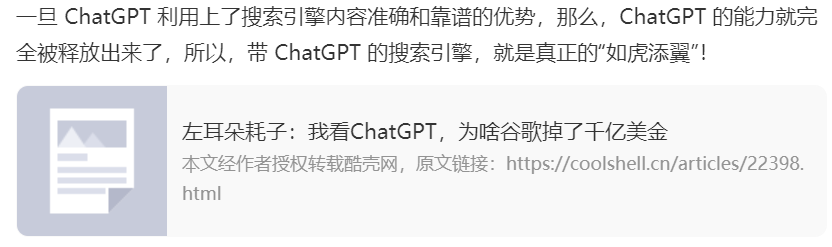 一旦 ChatGPT 利用上了搜索引擎内容准确和靠谱的优势，那么，ChatGPT 的能力就完
全被释放出来了，所以，带 ChatGPT 的搜索引擎，就是真正的“如虎添翼”！
左耳朵耗子：我看ChatGPT，为啥谷歌掉了千亿美金
本文经作者授权转载酷壳网，原文链接：https://coolshell.cn/articles/22398.
html